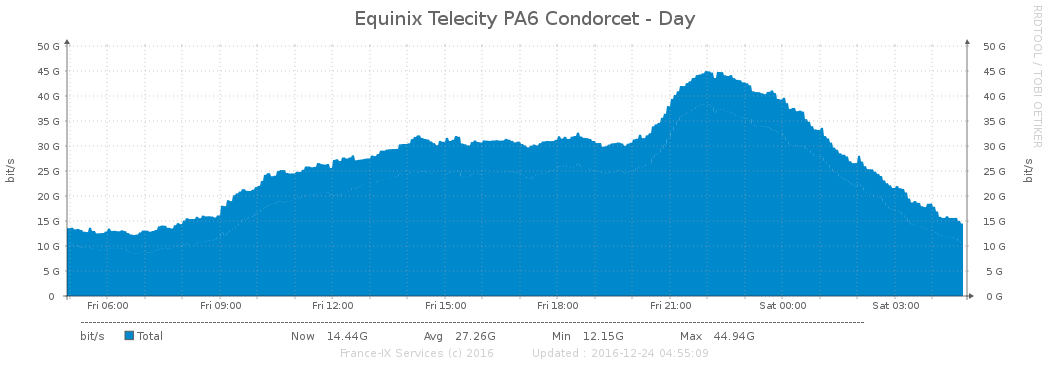 Equinix Telecity PA6 Condorcet - Day
RRDTOOL / TOBI OETIKER
50 G 50 G
45 G 45 G
40 G 40 G
35 G 35 G
30 G 30 G
25 G 25 G
20 G 20 G
15 G 15 G
10 G 10 G
5 G 5 G
0 0 G
bit/s
bit/s
Fri 06:00 Fri 09:00 Fri 12:00 Fri 15:00 Fri 18:00 Fri 21:00 Sat 00:00 Sat 03:00
bit/s Total Now 14.44G Avg 27.26G Min 12.15G Max 44.94G
France-IX Services (c) 2016 Updated : 2016-12-24 04:55:09